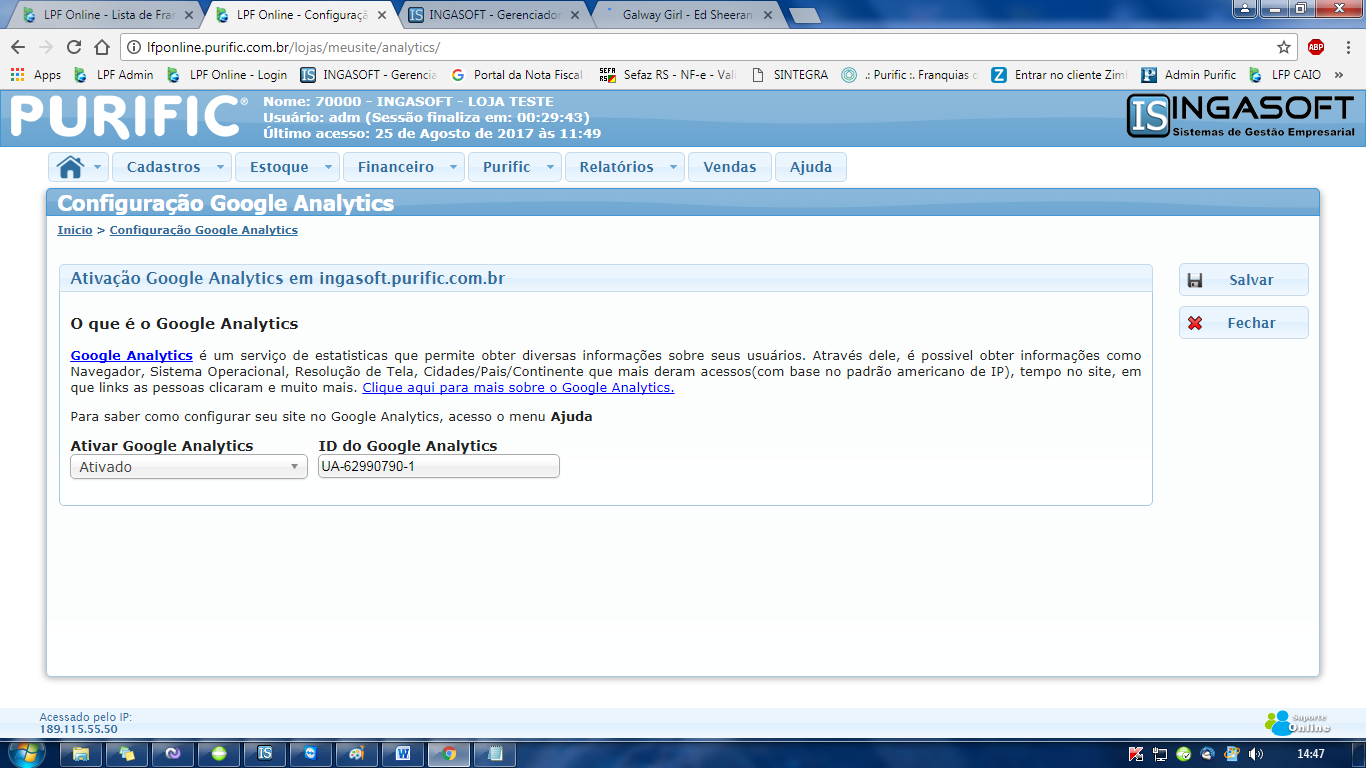 LPF Online - Lista de Fran
LPF Online - Configuraçã
INGASOFT - Gerenciador
Galway Girl - Ed Sheeran
lfponline.purific.com.br/lojas/meusite/analytics/
ABP
Apps
LPF Admin
LPF Online - Login
INGASOFT - Gerencia
Portal da Nota Fiscal
Sefaz RS - NF-e - Vali
SINTEGRA
.: Purific :. Franquias c
Entrar no cliente Zim
Admin Purific
LFP CAIO
»
PURIFIC®
Nome: 70000 - INGASOFT - LOJA TESTE
Usuário: adm (Sessão finaliza em: 00:29:43)
Último acesso: 25 de Agosto de 2017 às 11:49
IS INGASOFT
Sistemas de Gestão Empresarial
Cadastros
Estoque
Financeiro
Purific
Relatórios
Vendas
Ajuda
Configuração Google Analytics
Inicio > Configuração Google Analytics
Ativação Google Analytics em ingasoft.purific.com.br
Salvar
Fechar
O que é o Google Analytics
Google Analytics é um serviço de estatisticas que permite obter diversas informações sobre seus usuários. Através dele, é possivel obter informações como
Navegador, Sistema Operacional, Resolução de Tela, Cidades/Pais/Continente que mais deram acessos(com base no padrão americano de IP), tempo no site, em
que links as pessoas clicaram e muito mais. Clique aqui para mais sobre o Google Analytics.
Para saber como configurar seu site no Google Analytics, acesso o menu Ajuda
Ativar Google Analytics
ID do Google Analytics
Ativado
UA-62990790-1
Acessado pelo IP:
189.115.55.50
Suporte
Online
14:47